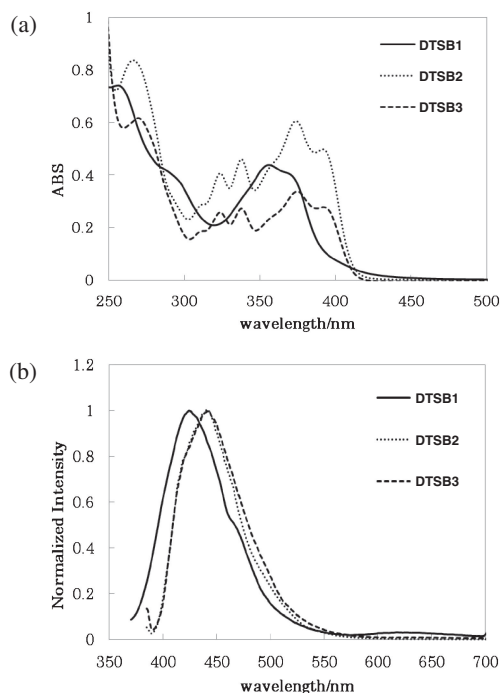 (a)
DTSB1
DTSB2
DTSB3
ABS
1
0.8
0.6
0.4
0.2
0
250 300 350 400 450 500
wavelength/nm
(b)
DTSB1
DTSB2
DTSB3
Normalized Intensity
1.2
1
0.8
0.6
0.4
0.2
0
350 400 450 500 550 600 650 700
wavelength/nm